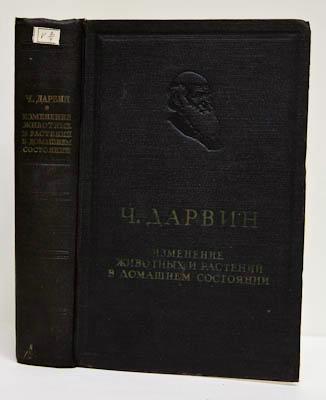 Ч. ДАРВИН
ИЗМЕНЕНИЕ
ЖИВОТНЫХ
И РАСТЕНИЙ
В ДОМАШНЕМ
СОСТОЯНИИ
Ч. ДАРВИН
ИЗМЕНЕНИЕ
ЖИВОТНЫХ И РАСТЕНИЙ
В ДОМАШНЕМ СОСТОЯНИИ